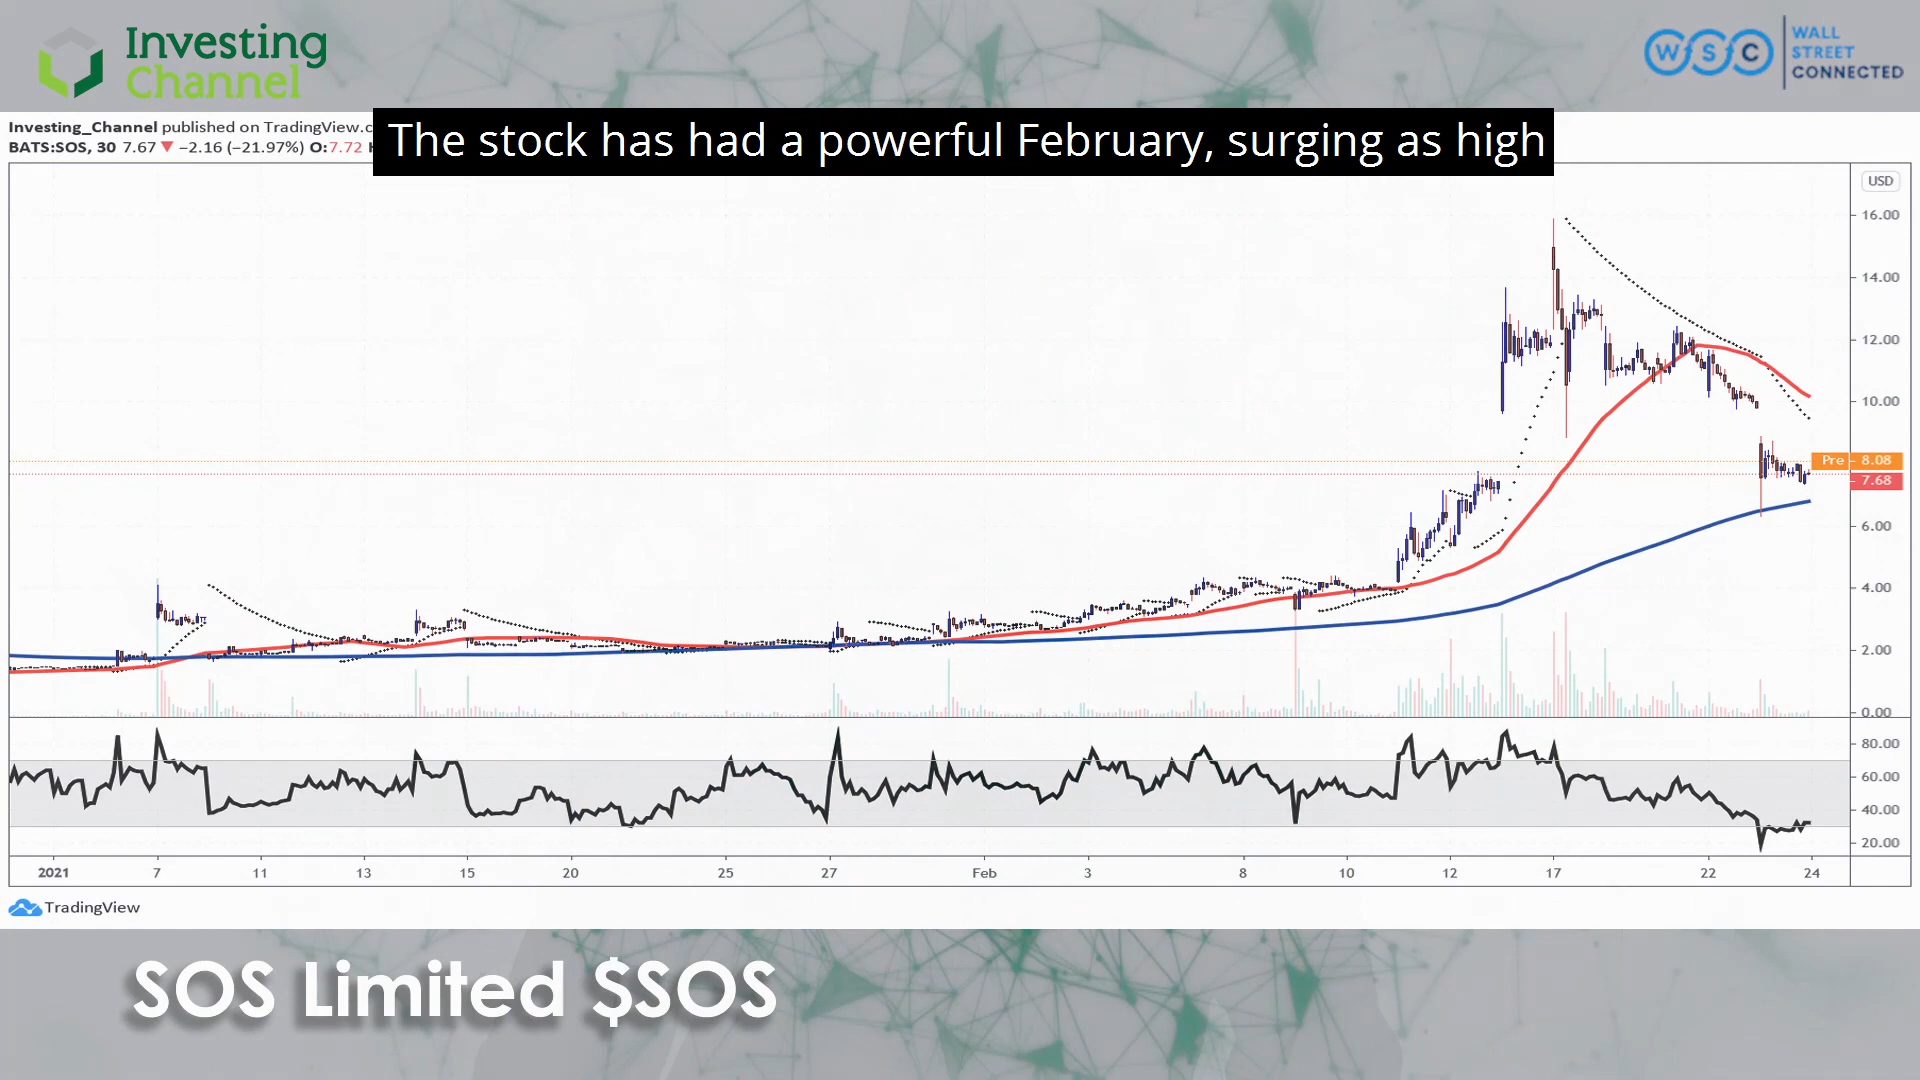 Investing
Channel
WSC
WALL
STREET
CONNECTED
The stock has had a powerful February, surging as high
Investing_Channel published on TradingView.c
BATS:SOS, 30 7.67 ▼ −2.16 (−21.97%) O:7.72
USD
16.00
14.00
12.00
10.00
Pre 8.08
7.68
6.00
4.00
2.00
0.00
80.00
60.00
40.00
20.00
2021 7 11 13 15 20 25 27 Feb 3 8 10 12 17 22 24
TradingView
SOS Limited $SOS